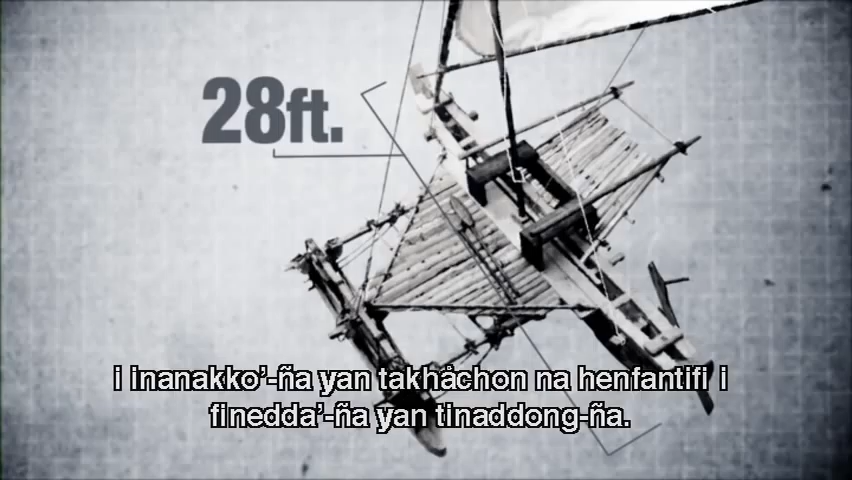 28ft.
i inanakko'-ña yan takhåchon na henfantifi i
finedda'-ña yan tinaddong-ña.